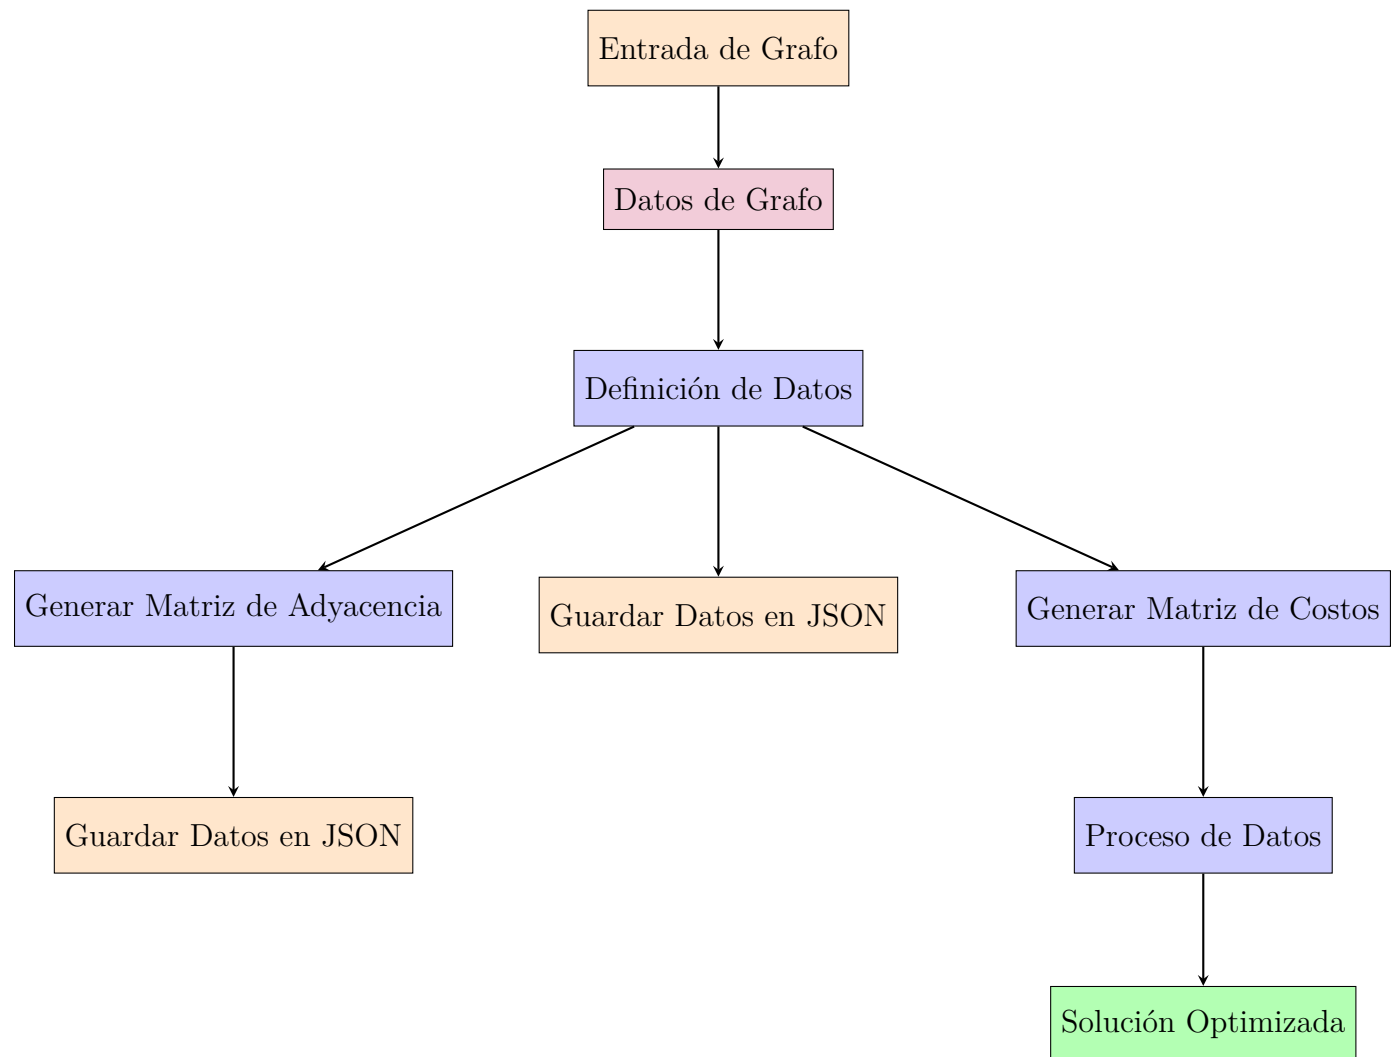 Entrada de Grafo
Datos de Grafo
Definición de Datos
Generar Matriz de Adyacencia
Guardar Datos en JSON
Generar Matriz de Costos
Guardar Datos en JSON
Proceso de Datos
Solución Optimizada